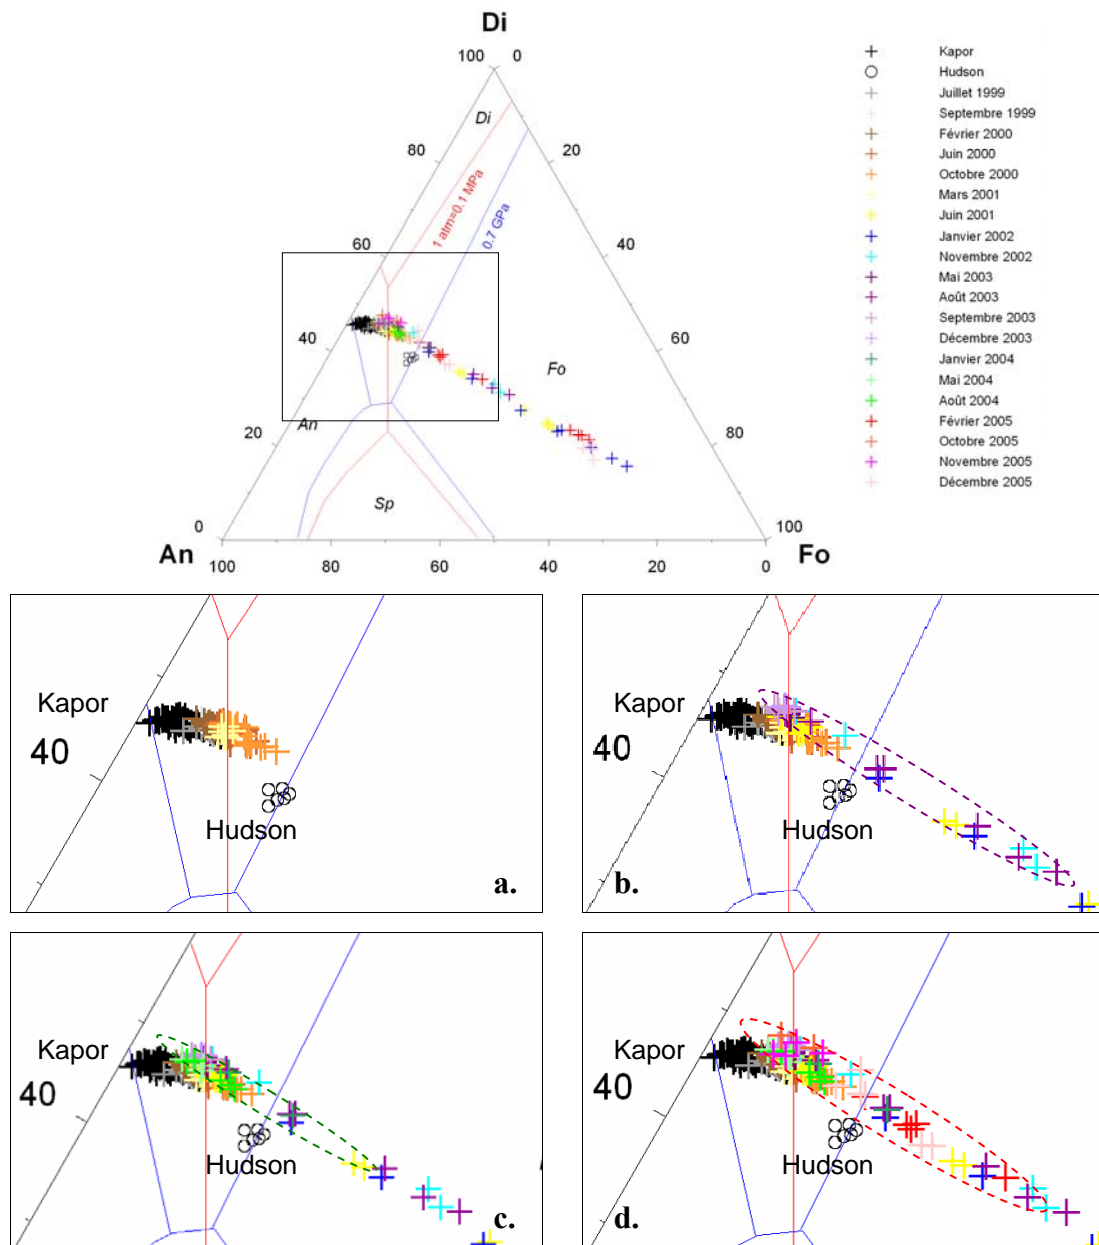 Di
100
0
Di
80
20
1 atm=0.1 MPa
0.7 GPa
60
40
40
60
Fo
An
20
80
Sp
0
100
An
Fo
100
80
60
40
20
0
Kapor
Hudson
Juillet 1999
Septembre 1999
Février 2000
Juin 2000
Octobre 2000
Mars 2001
Juin 2001
Janvier 2002
Novembre 2002
Mai 2003
Août 2003
Septembre 2003
Décembre 2003
Janvier 2004
Mai 2004
Août 2004
Février 2005
Octobre 2005
Novembre 2005
Décembre 2005
Kapor
40
Hudson
a.
Kapor
40
Hudson
b.
Kapor
40
Hudson
c.
Kapor
40
Hudson
d.